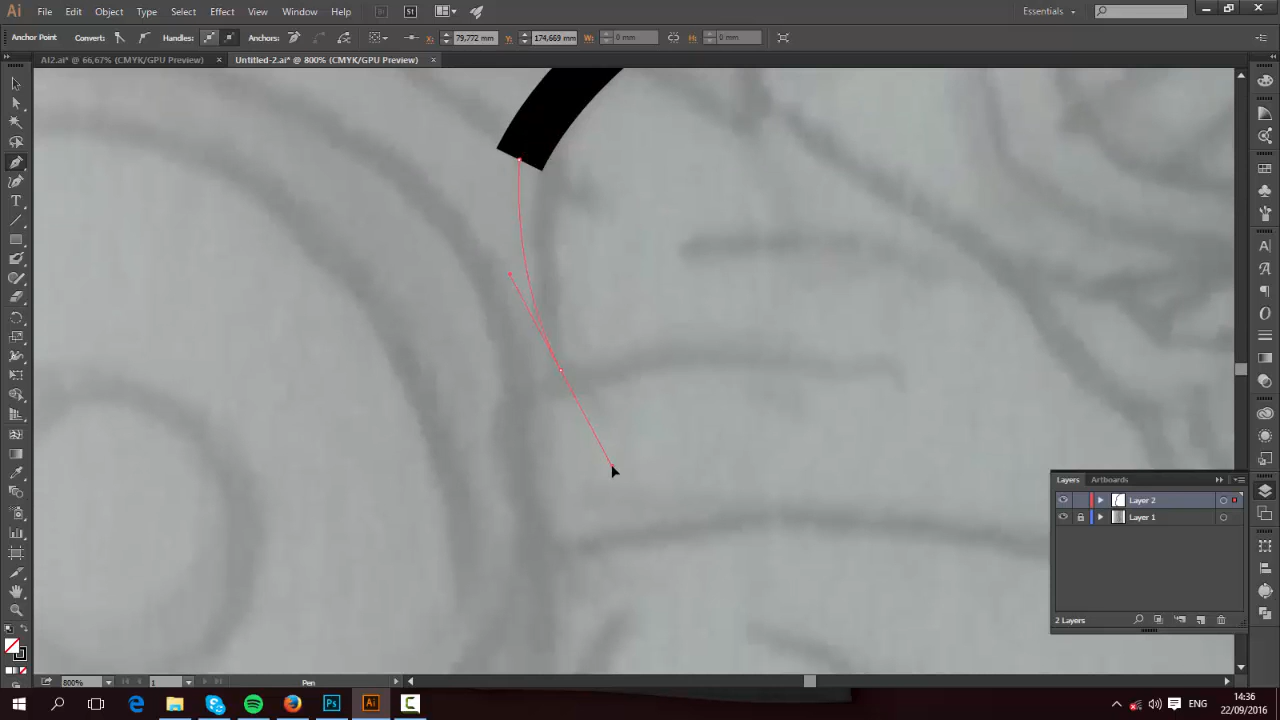 Ai File Edit Object Type Select Effect View Window Help Br St Essentials
Anchor Point Convert: Handles: Anchors: X: 79,772 mm Y: 174,669 mm W: 0 mm H: 0 mm
AI2.ai* @ 66,67% (CMYK/GPU Preview) × Untitled-2.ai* @ 800% (CMYK/GPU Preview) ×
Layers Artboards
Layer 2
Layer 1
2 Layers
800% 1 Pen
14:36
ENG
22/09/2016